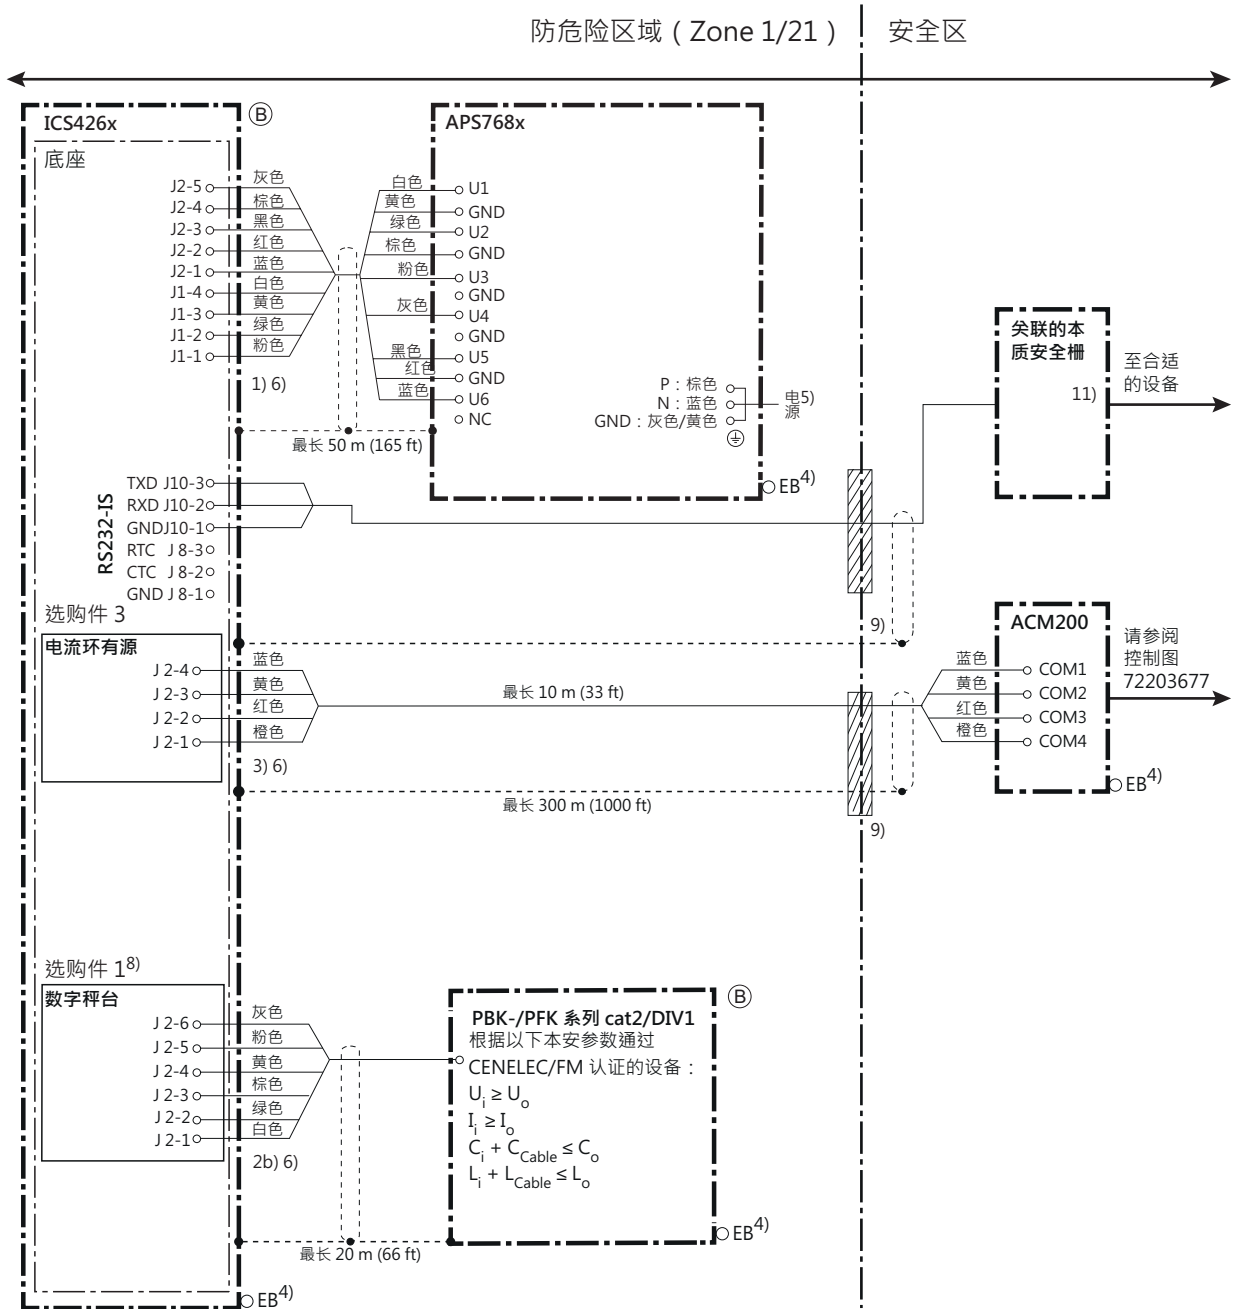 防危险区域 ( Zone 1/21 )
安全区
ICS426x
B
底座
J2-5 灰色
J2-4 棕色
J2-3 黑色
J2-2 红色
J2-1 蓝色
J1-4 白色
J1-3 黄色
J1-2 绿色
J1-1 粉色
1) 6)
APS768x
白色 U1
黄色 GND
绿色 U2
棕色 GND
粉色 U3
GND
灰色 U4
GND
黑色 U5
红色 GND
蓝色 U6
NC
P : 棕色
N : 蓝色
GND : 灰色/黄色
电源 5)
EB4)
最长 50 m (165 ft)
关联的本
质安全栅
11)
至合适
的设备
RS232-IS
TXD J10-3
RXD J10-2
GNDJ10-1
RTC J 8-3
CTC J 8-2
GND J 8-1
9)
选购件 3
电流环有源
J 2-4 蓝色
J 2-3 黄色
J 2-2 红色
J 2-1 橙色
3) 6)
最长 10 m (33 ft)
最长 300 m (1000 ft)
9)
ACM200
蓝色 COM1
黄色 COM2
红色 COM3
橙色 COM4
EB4)
请参阅
控制图
72203677
选购件 18)
数字秤台
J 2-6 灰色
J 2-5 粉色
J 2-4 黄色
J 2-3 棕色
J 2-2 绿色
J 2-1 白色
2b) 6)
最长 20 m (66 ft)
B
PBK-/PFK 系列 cat2/DIV1
根据以下本安参数通过
CENELEC/FM 认证的设备 :
Ui ≥ Uo
Ii ≥ Io
Ci + CCable ≤ Co
Li + LCable ≤ Lo
EB4)
EB4)